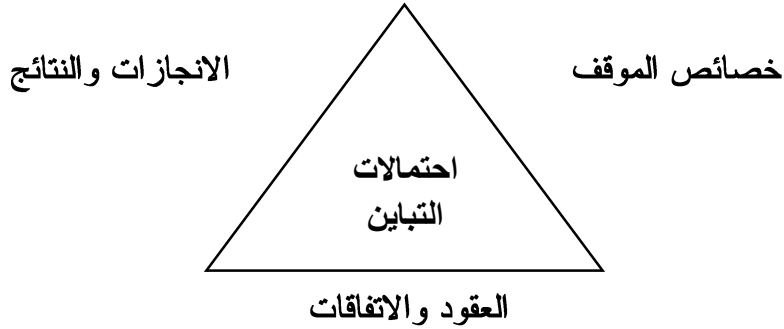 خصائص الموقف
الانجازات والنتائج
احتمالات
التباين
العقود والاتفاقات